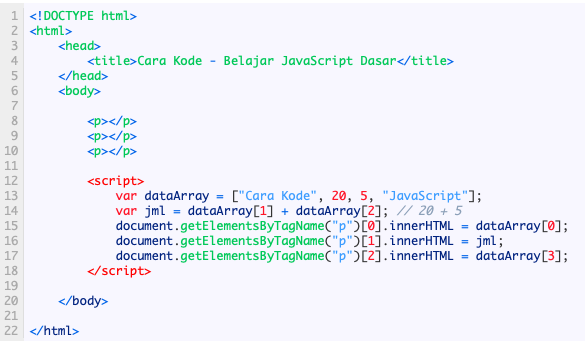 1 <!DOCTYPE html>
2 <html>
3     <head>
4         <title>Cara Kode - Belajar JavaScript Dasar</title>
5     </head>
6     <body>
7
8         <p></p>
9         <p></p>
10         <p></p>
11
12         <script>
13             var dataArray = ["Cara Kode", 20, 5, "JavaScript"];
14             var jml = dataArray[1] + dataArray[2]; // 20 + 5
15             document.getElementsByTagName("p")[0].innerHTML = dataArray[0];
16             document.getElementsByTagName("p")[1].innerHTML = jml;
17             document.getElementsByTagName("p")[2].innerHTML = dataArray[3];
18         </script>
19
20     </body>
21
22 </html>